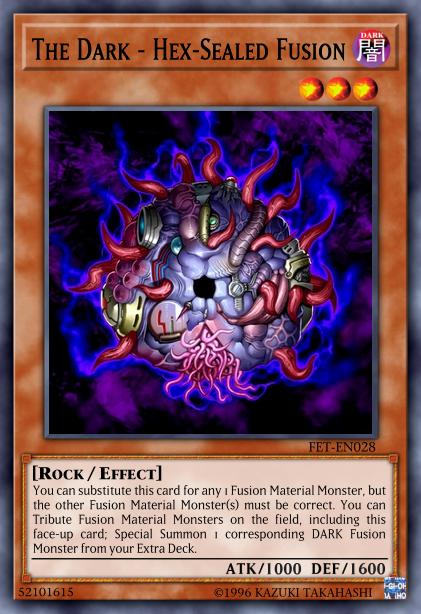 The Dark - Hex-Sealed Fusion
DARK
闇
FET-EN028
[Rock / Effect]
You can substitute this card for any 1 Fusion Material Monster, but
the other Fusion Material Monster(s) must be correct. You can
Tribute Fusion Material Monsters on the field, including this
face-up card; Special Summon 1 corresponding DARK Fusion
Monster from your Extra Deck.
ATK/1000 DEF/1600
52101615
©1996 KAZUKI TAKAHASHI